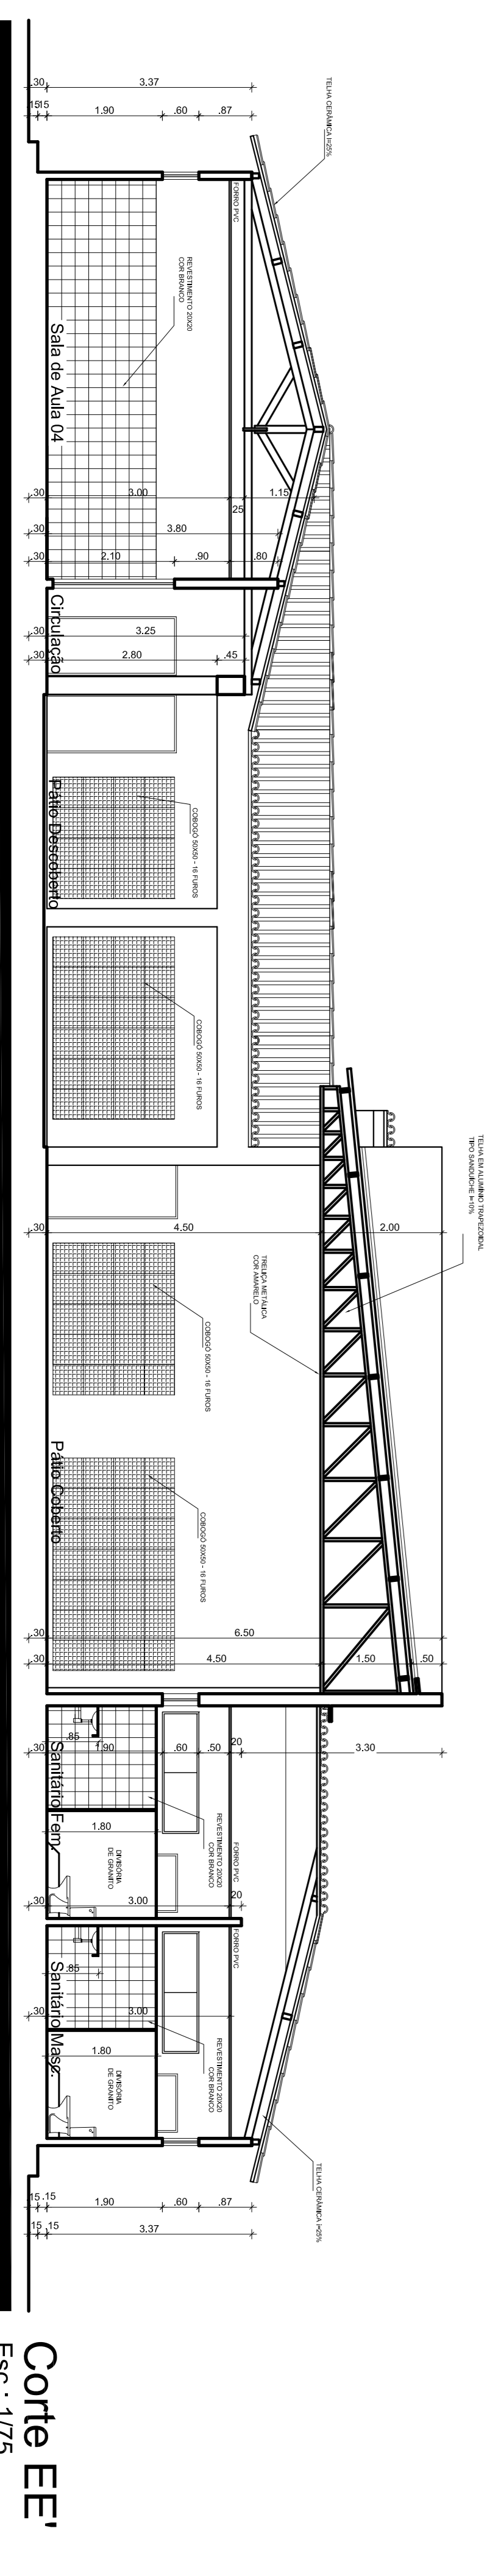 TELHA CERÂMICA I=25%
.30
3.37
.15
.15
1.90
.60
.87
FORRO PVC
REVESTIMENTO 20X20
COR BRANCO
Sala de Aula 04
.30
3.00
.25
1.15
.30
3.80
.30
2.10
.90
.80
Circulação
.30
3.25
.30
2.80
.45
Pátio Descoberto
COBOGÓ 50X50 - 16 FUROS
COBOGÓ 50X50 - 16 FUROS
TELHA EM ALUMÍNIO TRAPEZOIDAL
TIPO SANDUÍCHE I=10%
.30
4.50
2.00
TRELIÇA METÁLICA
COR AMARELO
COBOGÓ 50X50 - 16 FUROS
Pátio Coberto
COBOGÓ 50X50 - 16 FUROS
.30
6.50
.30
4.50
1.50
.50
.85
.30
1.90
.60
.50
.20
3.30
Sanitário Fem.
REVESTIMENTO 20X20
COR BRANCO
1.80
DIVISÓRIA
DE GRANITO
FORRO PVC
.30
3.00
.20
FORRO PVC
.85
Sanitário Masc.
.30
3.00
REVESTIMENTO 20X20
COR BRANCO
1.80
DIVISÓRIA
DE GRANITO
TELHA CERÂMICA I=25%
.15
.15
1.90
.60
.87
.15
.15
3.37
Corte EE'
Esc.: 1/75